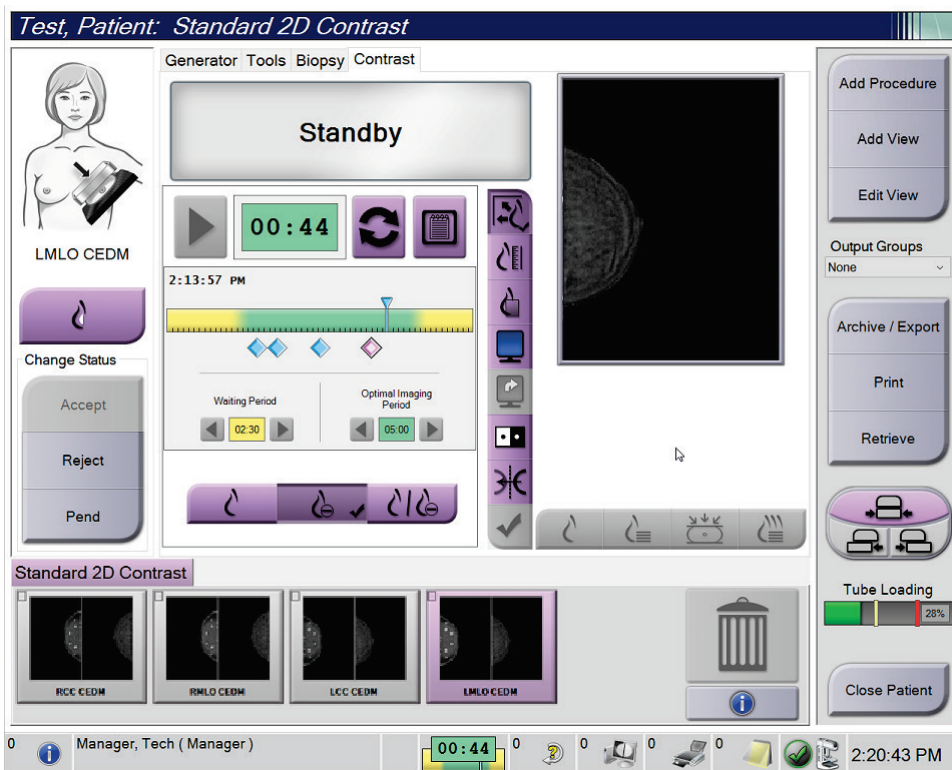 Test, Patient: Standard 2D Contrast
Generator Tools Biopsy Contrast
Standby
LMLO CEDM
00:44
2:13:57 PM
Waiting Period
02:30
Optimal Imaging
Period
05:00
Change Status
Accept
Reject
Pend
Add Procedure
Add View
Edit View
Output Groups
None
Archive / Export
Print
Retrieve
Tube Loading
28%
Close Patient
Standard 2D Contrast
RCC CEDM
RMLO CEDM
LCC CEDM
LMLO CEDM
0
Manager, Tech ( Manager )
00:44
0
0
0
0
2:20:43 PM